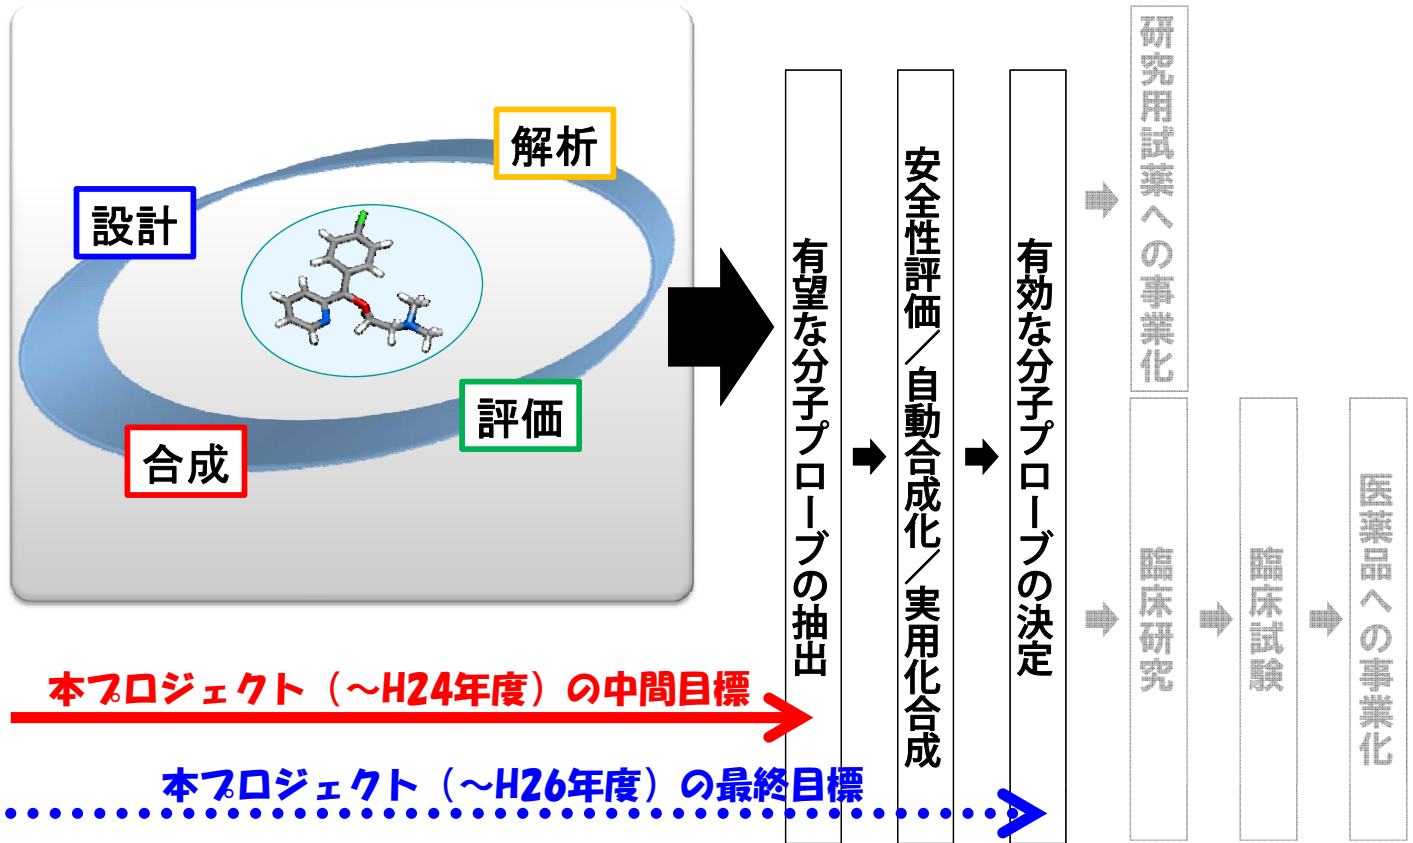 解析
設計
評価
合成
有望な分子プローブの抽出
安全性評価／自動合成化／実用化合成
有効な分子プローブの決定
研究用試薬への事業化
臨床研究
臨床試験
医薬品への事業化
本プロジェクト（～H24年度）の中間目標
本プロジェクト（～H26年度）の最終目標